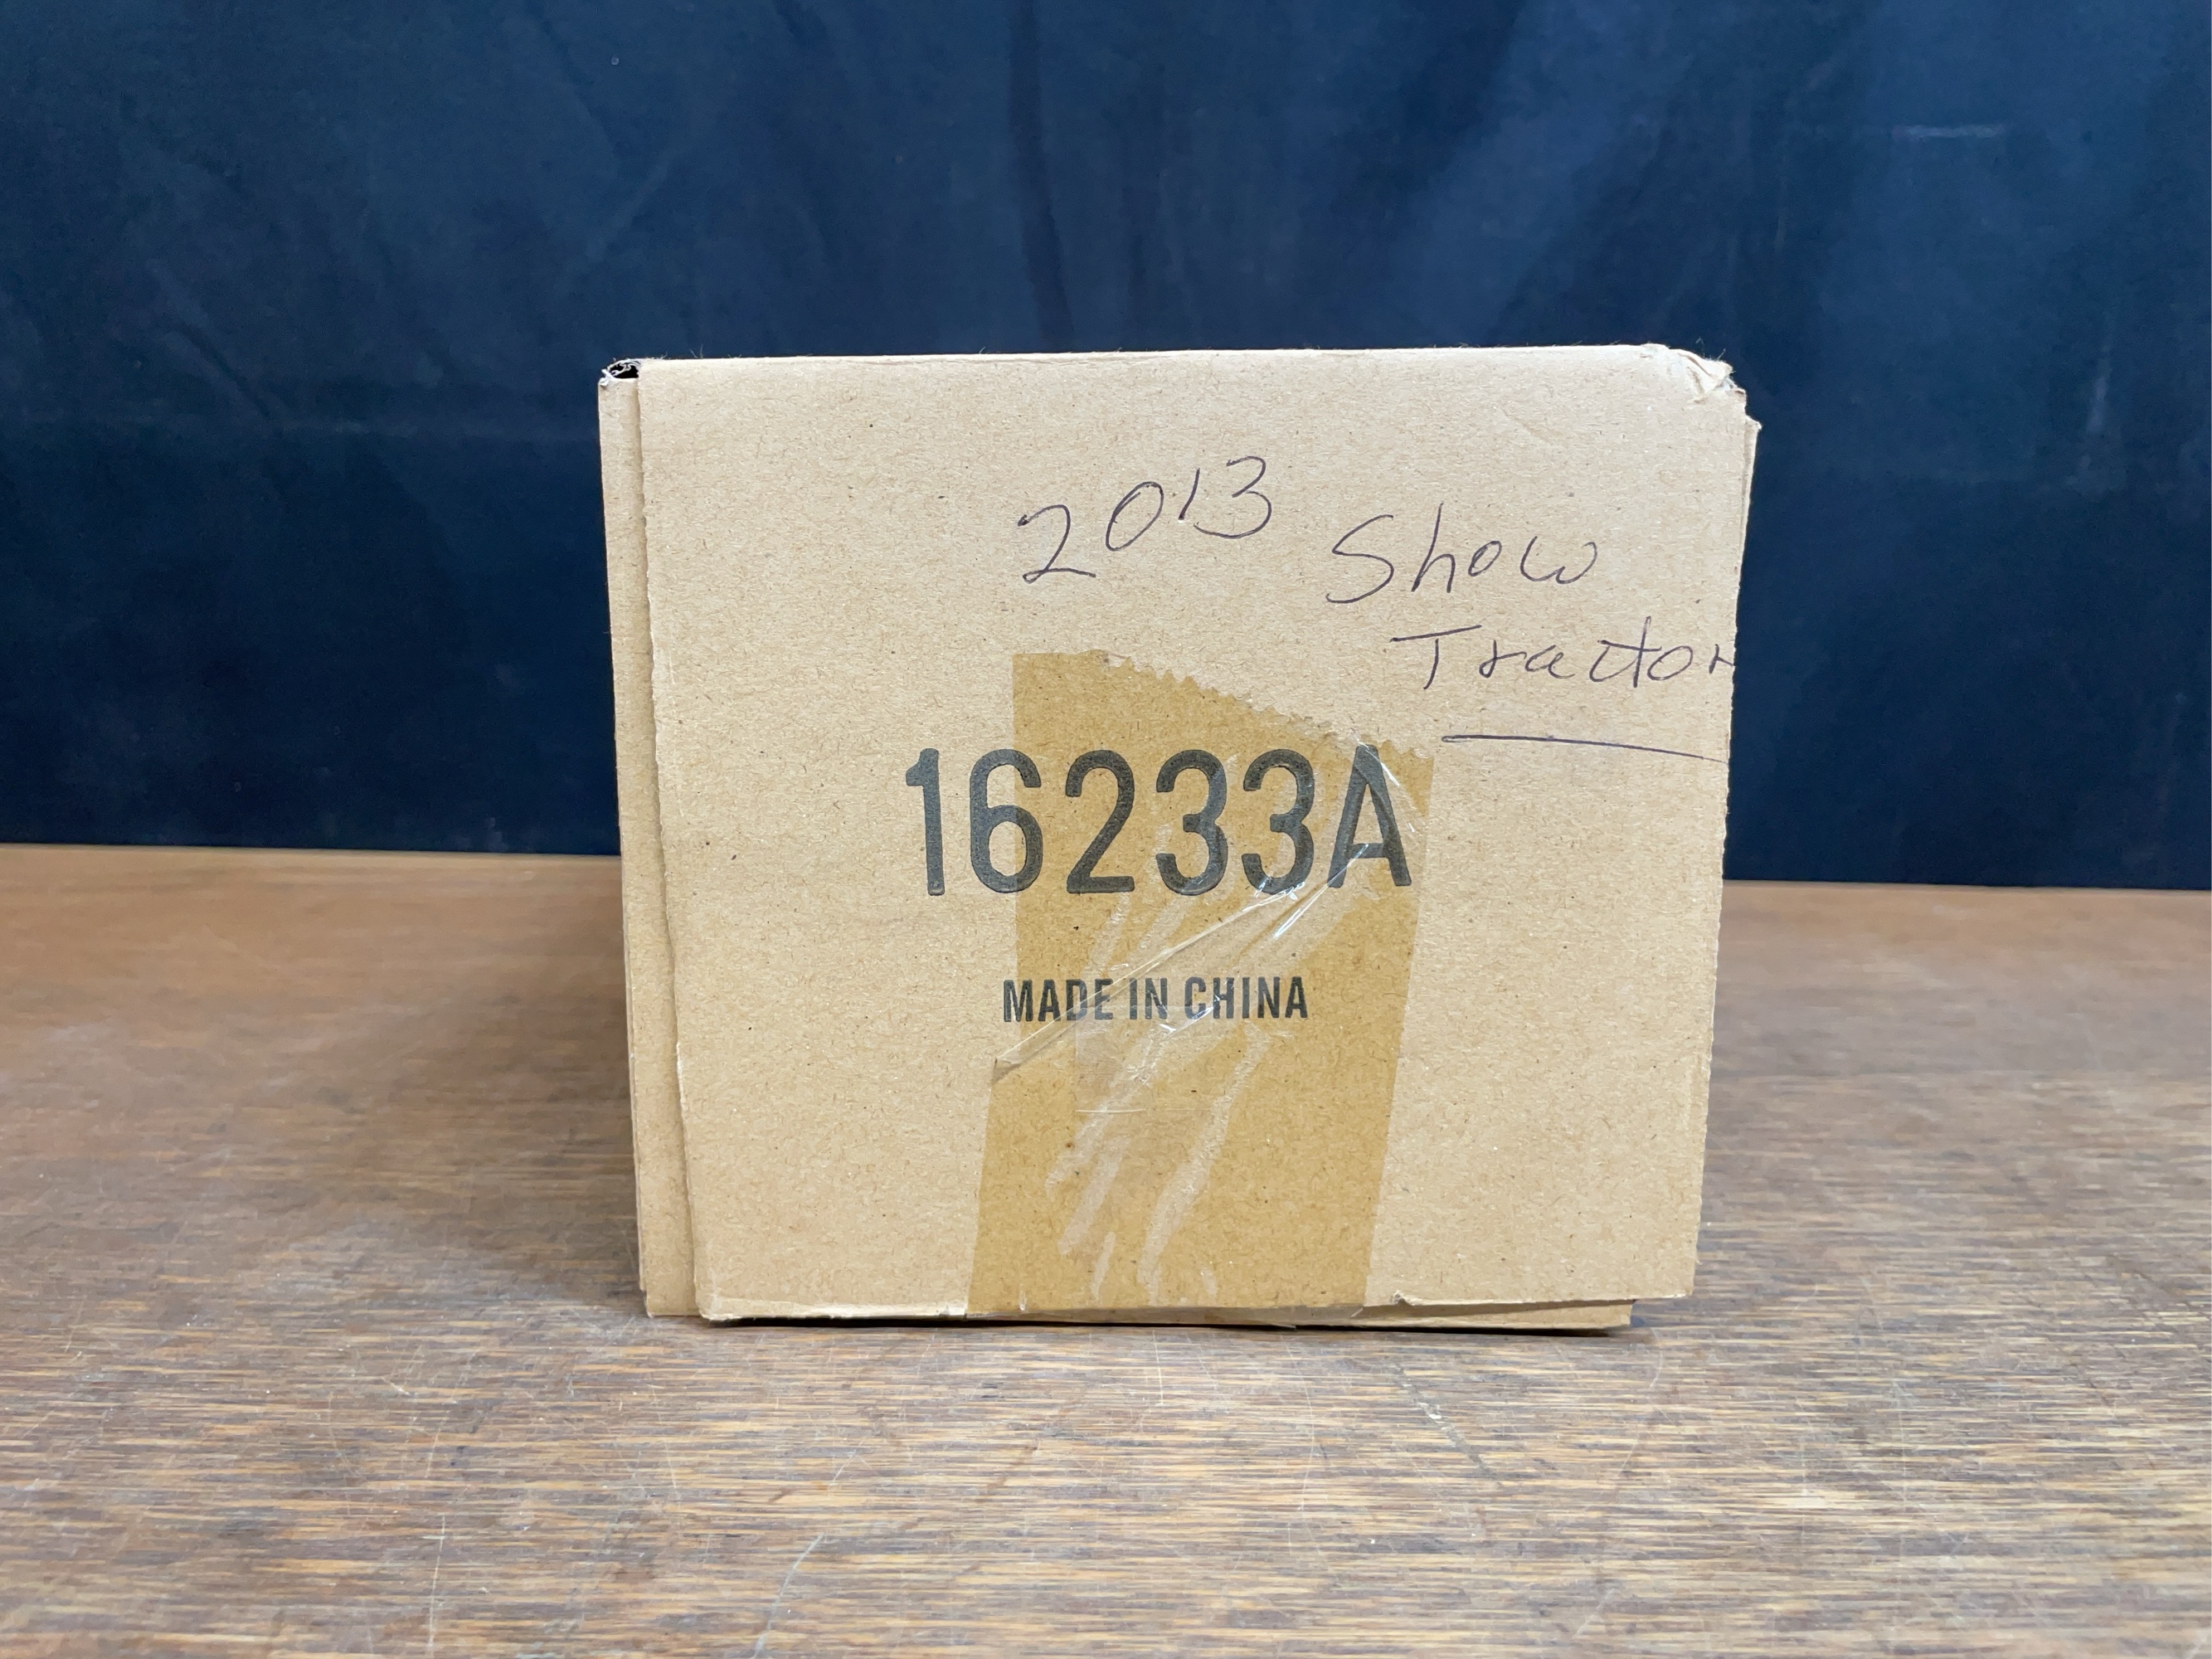 2013 Show
Tractor
16233A
MADE IN CHINA